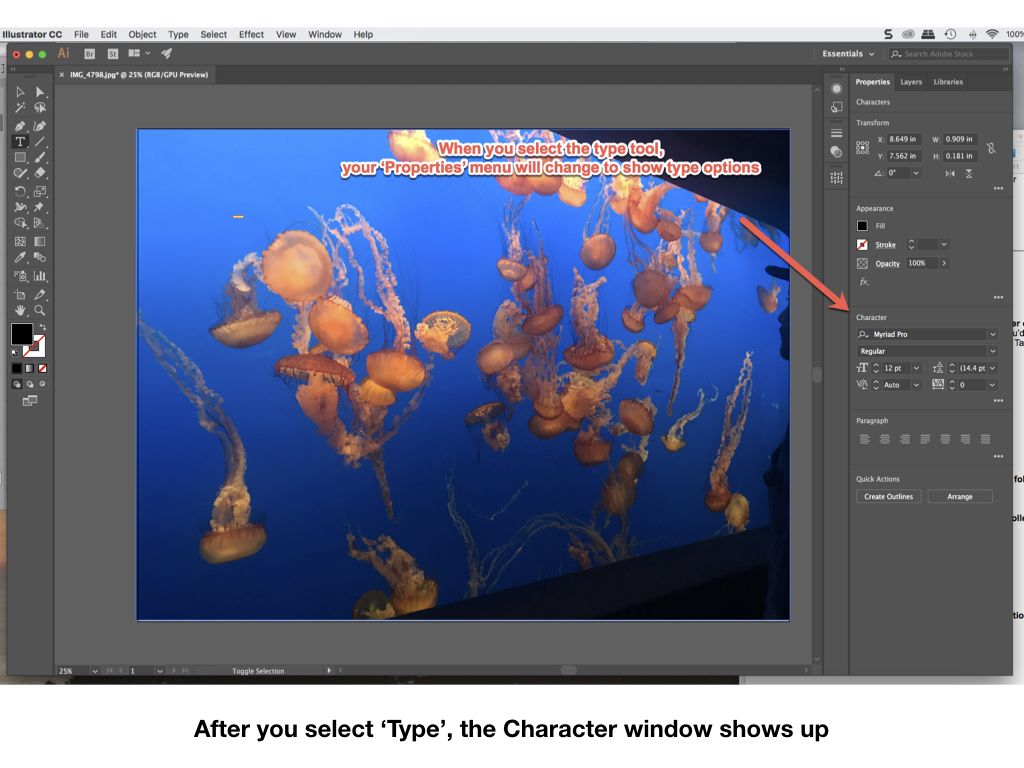 Illustrator CC File Edit Object Type Select Effect View Window Help 100%
Ai Br St Essentials Search Adobe Stock
× IMG_4798.jpg* @ 25% (RGB/GPU Preview)
Properties Layers Libraries
Characters
Transform
X: 8.649 in W: 0.909 in
Y: 7.562 in H: 0.181 in
0°
When you select the type tool,
your ‘Properties’ menu will change to show type options
Appearance
Fill
Stroke
Opacity 100%
fx.
Character
Myriad Pro
Regular
12 pt (14.4 pt
Auto 0
Paragraph
Quick Actions
Create Outlines Arrange
25% 1 Toggle Selection
After you select ‘Type’, the Character window shows up